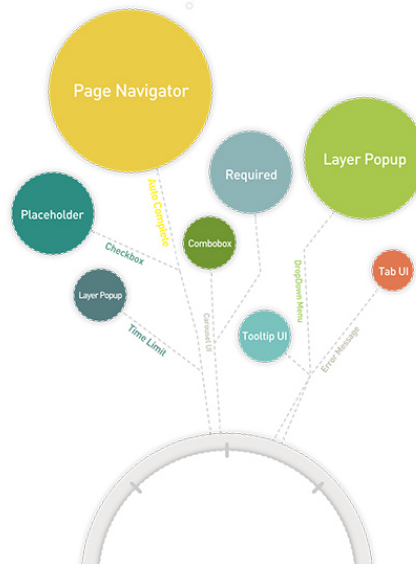 Page Navigator
Layer Popup
Required
Auto Complete
Placeholder
Combobox
Checkbox
Tab UI
DropDown Menu
Layer Popup
Carousel UI
Tooltip UI
Time Limit
Error Message